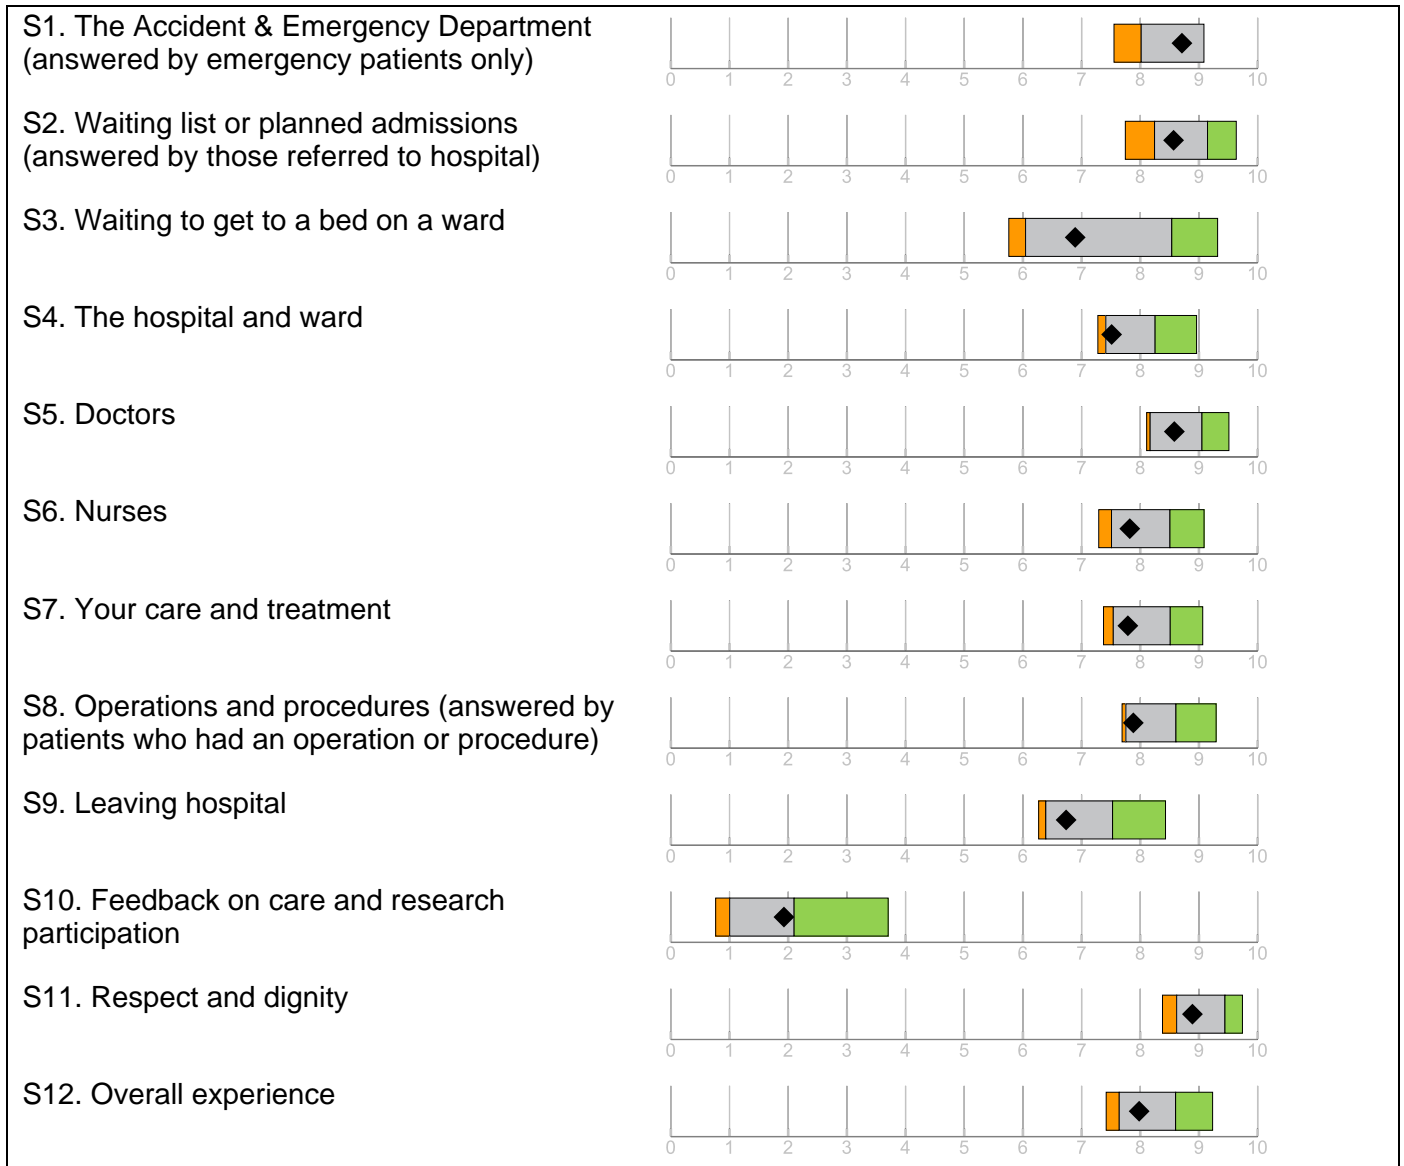 S1. The Accident & Emergency Department
(answered by emergency patients only)
0 1 2 3 4 5 6 7 8 9 10
S2. Waiting list or planned admissions
(answered by those referred to hospital)
0 1 2 3 4 5 6 7 8 9 10
S3. Waiting to get to a bed on a ward
0 1 2 3 4 5 6 7 8 9 10
S4. The hospital and ward
0 1 2 3 4 5 6 7 8 9 10
S5. Doctors
0 1 2 3 4 5 6 7 8 9 10
S6. Nurses
0 1 2 3 4 5 6 7 8 9 10
S7. Your care and treatment
0 1 2 3 4 5 6 7 8 9 10
S8. Operations and procedures (answered by
patients who had an operation or procedure)
0 1 2 3 4 5 6 7 8 9 10
S9. Leaving hospital
0 1 2 3 4 5 6 7 8 9 10
S10. Feedback on care and research
participation
0 1 2 3 4 5 6 7 8 9 10
S11. Respect and dignity
0 1 2 3 4 5 6 7 8 9 10
S12. Overall experience
0 1 2 3 4 5 6 7 8 9 10